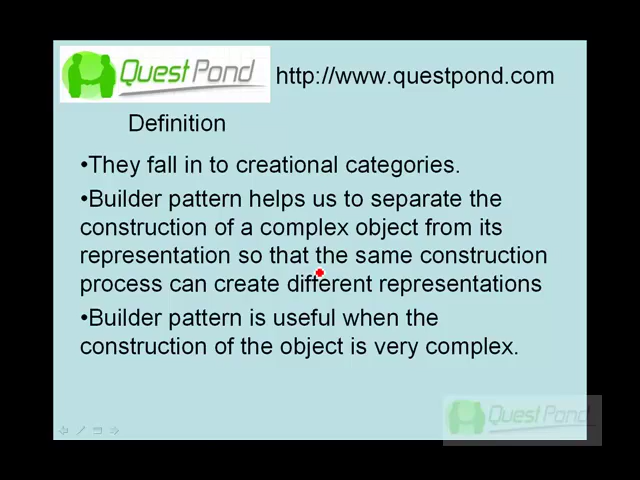 QuestPond http://www.questpond.com
Definition
•They fall in to creational categories.
•Builder pattern helps us to separate the
construction of a complex object from its
representation so that the same construction
process can create different representations
•Builder pattern is useful when the
construction of the object is very complex.
QuestPond